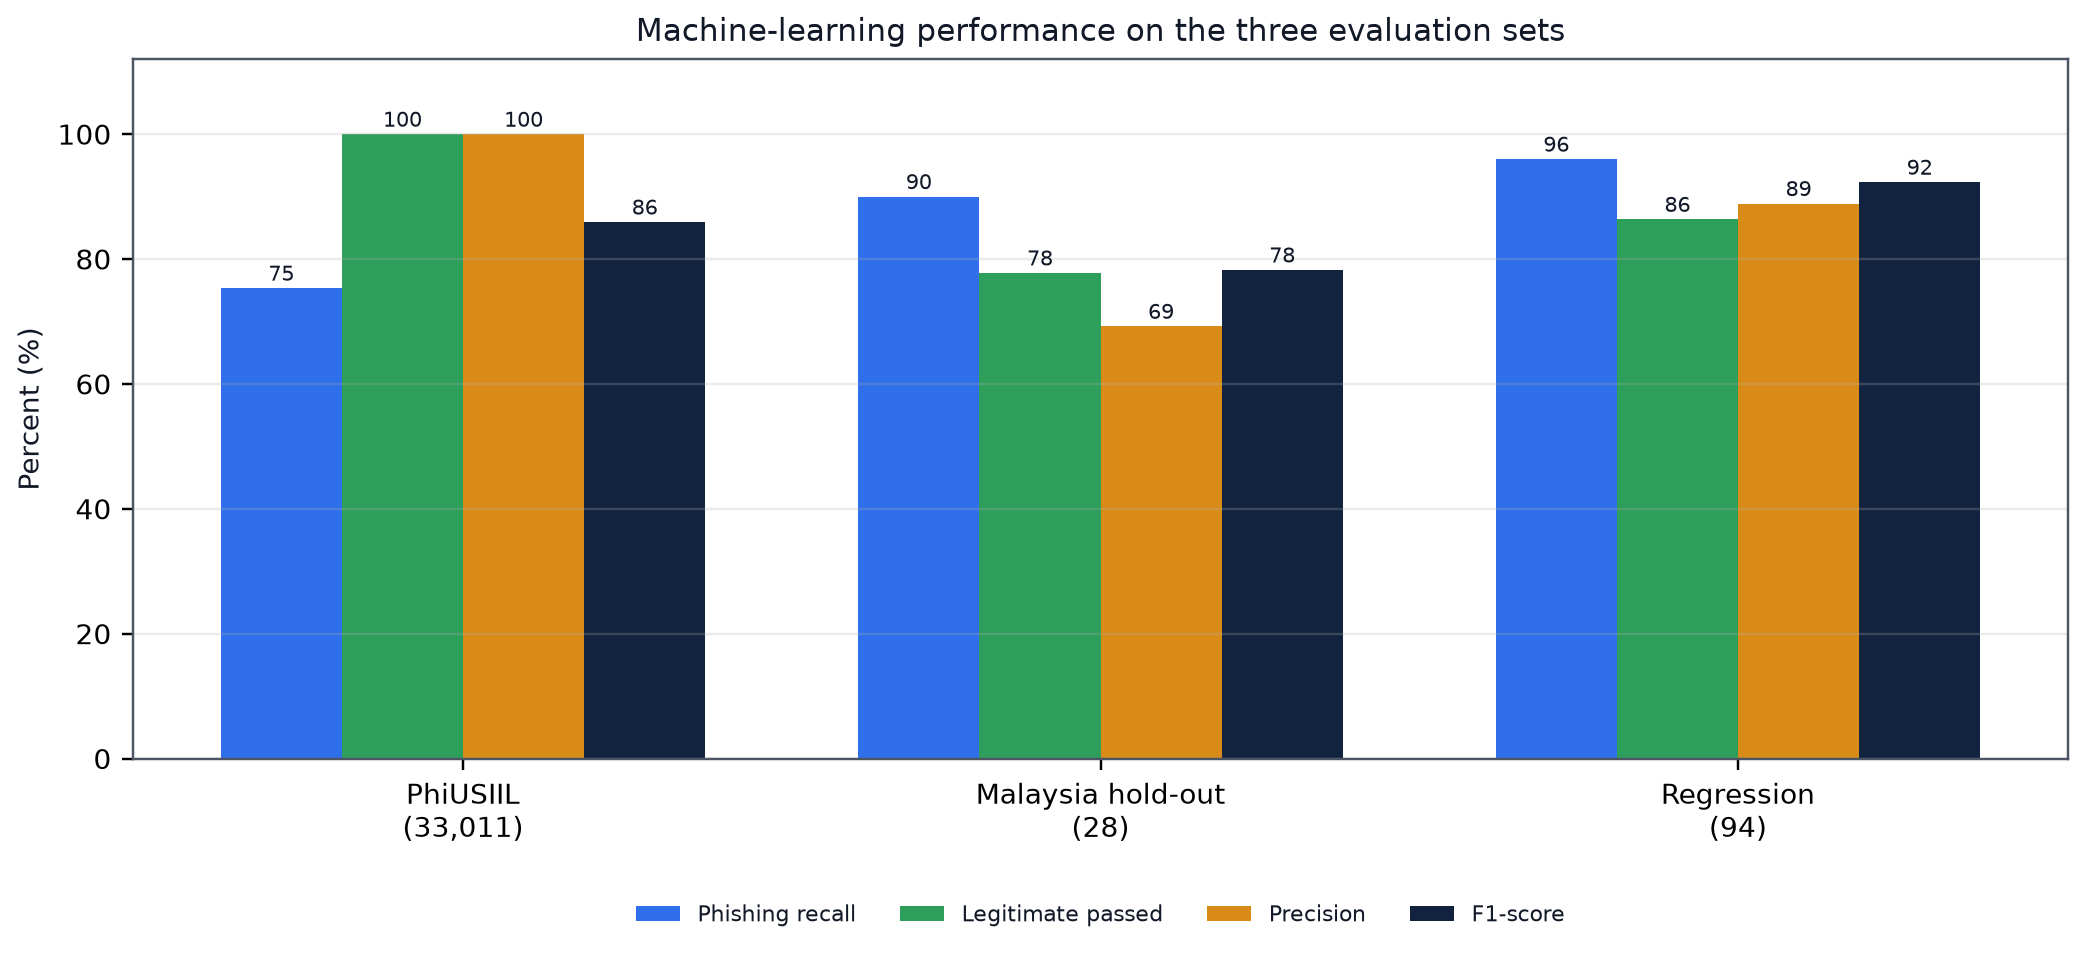 Machine-learning performance on the three evaluation sets
Percent (%)
100
80
60
40
20
0
75
100
100
86
90
78
69
78
96
86
89
92
PhiUSIIL
(33,011)
Malaysia hold-out
(28)
Regression
(94)
Phishing recall
Legitimate passed
Precision
F1-score